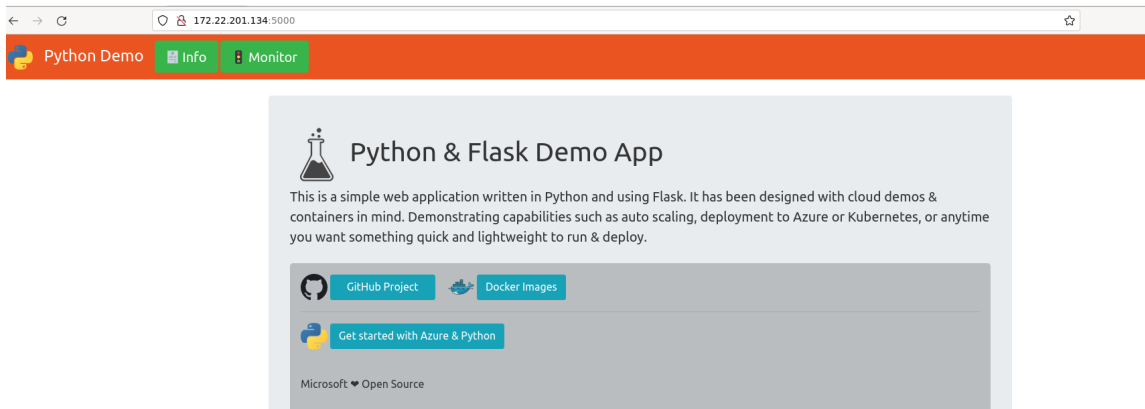 172.22.201.134:5000
Python Demo Info Monitor
Python & Flask Demo App
This is a simple web application written in Python and using Flask. It has been designed with cloud demos &
containers in mind. Demonstrating capabilities such as auto scaling, deployment to Azure or Kubernetes, or anytime
you want something quick and lightweight to run & deploy.
GitHub Project Docker Images
Get started with Azure & Python
Microsoft ❤ Open Source